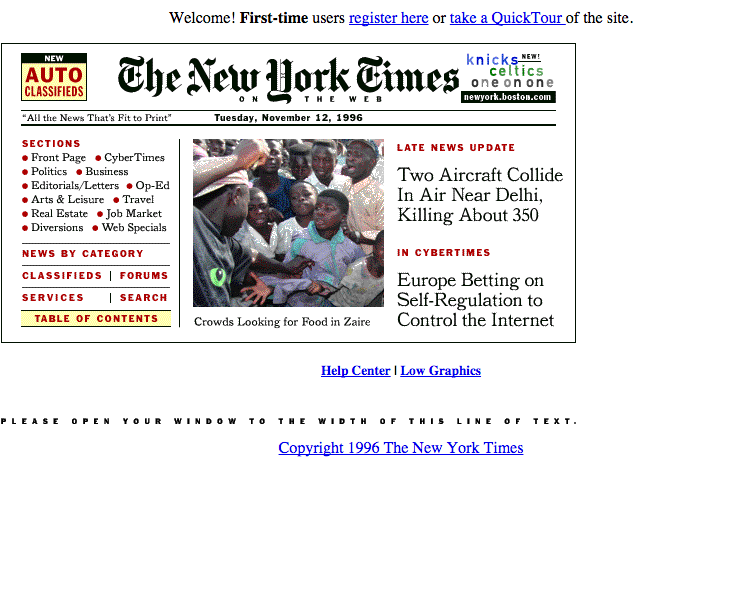 Welcome! First-time users register here or take a QuickTour of the site.
NEW
AUTO
CLASSIFIEDS
The New York Times
ON THE WEB
knicks NEW!
celtics
one on one
newyork.boston.com
"All the News That's Fit to Print"
Tuesday, November 12, 1996
SECTIONS
Front Page CyberTimes
Politics Business
Editorials/Letters Op-Ed
Arts & Leisure Travel
Real Estate Job Market
Diversions Web Specials
NEWS BY CATEGORY
CLASSIFIEDS | FORUMS
SERVICES | SEARCH
TABLE OF CONTENTS
Crowds Looking for Food in Zaire
LATE NEWS UPDATE
Two Aircraft Collide
In Air Near Delhi,
Killing About 350
IN CYBERTIMES
Europe Betting on
Self-Regulation to
Control the Internet
Help Center | Low Graphics
PLEASE OPEN YOUR WINDOW TO THE WIDTH OF THIS LINE OF TEXT.
Copyright 1996 The New York Times